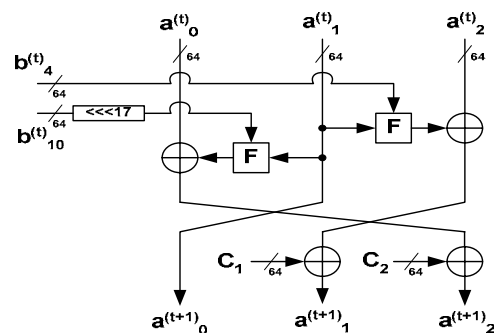 a(t)0 a(t)1 a(t)2
64 64 64
b(t)4
64
<<<17
b(t)10 64
F
F
C1 64 C2 64
a(t+1)0 a(t+1)1 a(t+1)2